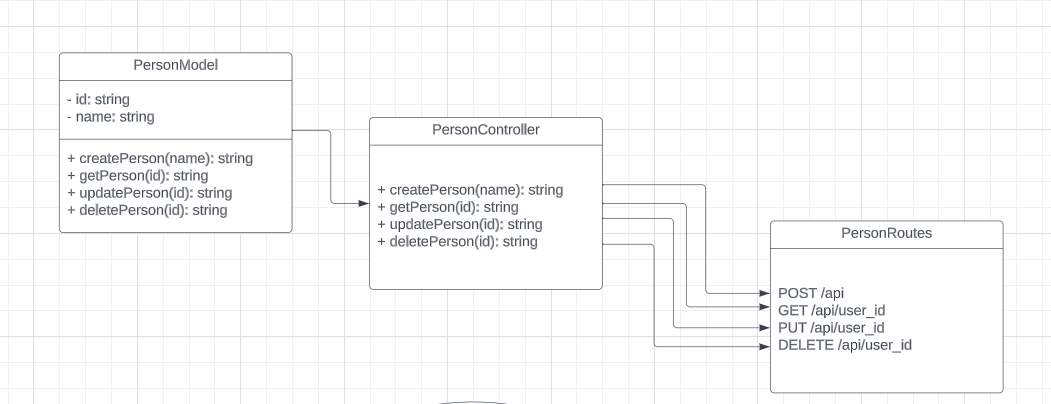 PersonModel
- id: string
- name: string
+ createPerson(name): string
+ getPerson(id): string
+ updatePerson(id): string
+ deletePerson(id): string
PersonController
+ createPerson(name): string
+ getPerson(id): string
+ updatePerson(id): string
+ deletePerson(id): string
PersonRoutes
POST /api
GET /api/user_id
PUT /api/user_id
DELETE /api/user_id